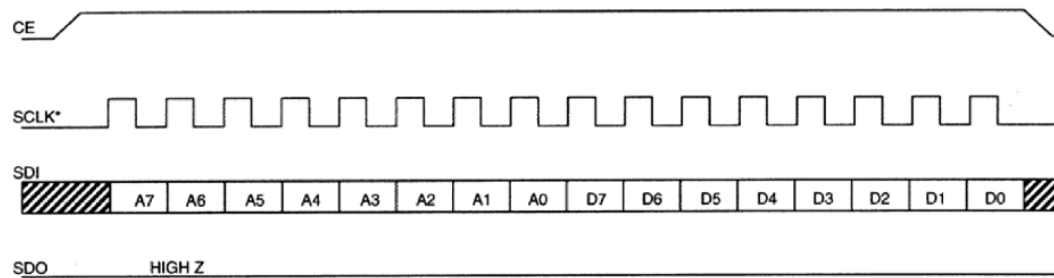 CE
SCLK*
SDI
A7 A6 A5 A4 A3 A2 A1 A0 D7 D6 D5 D4 D3 D2 D1 D0
SDO HIGH Z